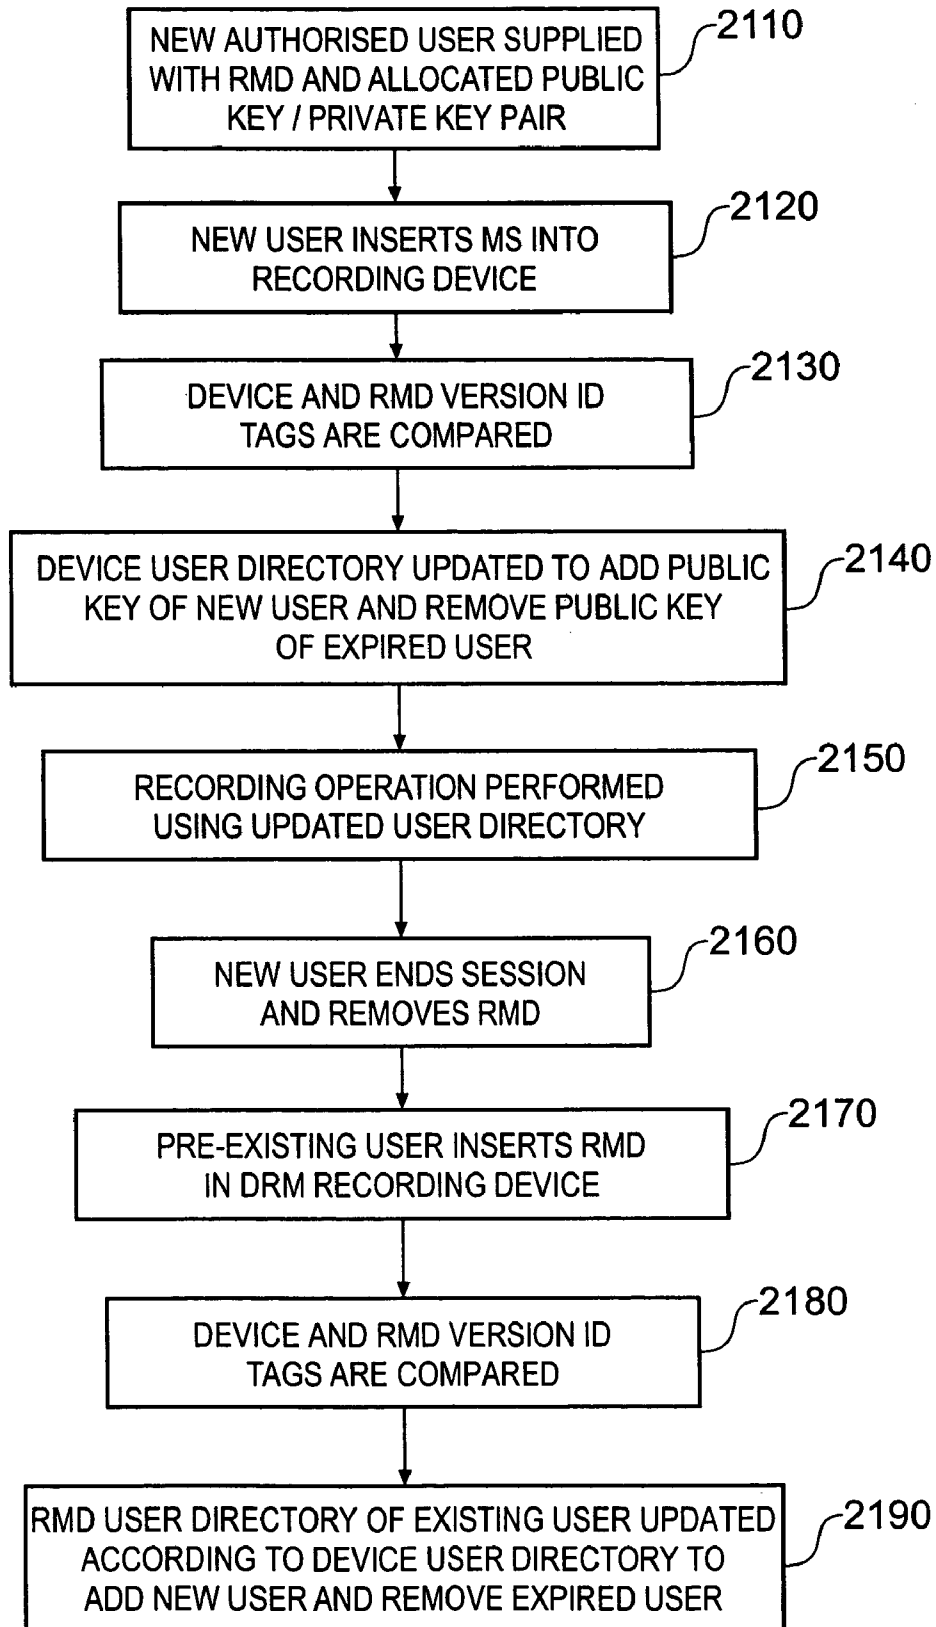 NEW AUTHORISED USER SUPPLIED
WITH RMD AND ALLOCATED PUBLIC
KEY / PRIVATE KEY PAIR
2110
NEW USER INSERTS MS INTO
RECORDING DEVICE
2120
DEVICE AND RMD VERSION ID
TAGS ARE COMPARED
2130
DEVICE USER DIRECTORY UPDATED TO ADD PUBLIC
KEY OF NEW USER AND REMOVE PUBLIC KEY
OF EXPIRED USER
2140
RECORDING OPERATION PERFORMED
USING UPDATED USER DIRECTORY
2150
NEW USER ENDS SESSION
AND REMOVES RMD
2160
PRE-EXISTING USER INSERTS RMD
IN DRM RECORDING DEVICE
2170
DEVICE AND RMD VERSION ID
TAGS ARE COMPARED
2180
RMD USER DIRECTORY OF EXISTING USER UPDATED
ACCORDING TO DEVICE USER DIRECTORY TO
ADD NEW USER AND REMOVE EXPIRED USER
2190